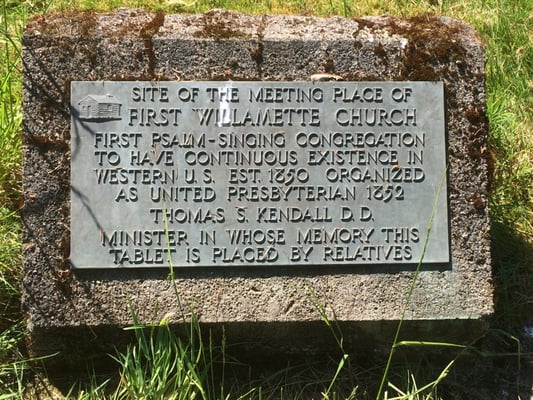 SITE OF THE MEETING PLACE OF
FIRST WILLAMETTE CHURCH
FIRST PSALM-SINGING CONGREGATION
TO HAVE CONTINUOUS EXISTENCE IN
WESTERN U.S. EST. 1850 ORGANIZED
AS UNITED PRESBYTERIAN 1852
THOMAS S. KENDALL D.D.
MINISTER IN WHOSE MEMORY THIS
TABLET IS PLACED BY RELATIVES